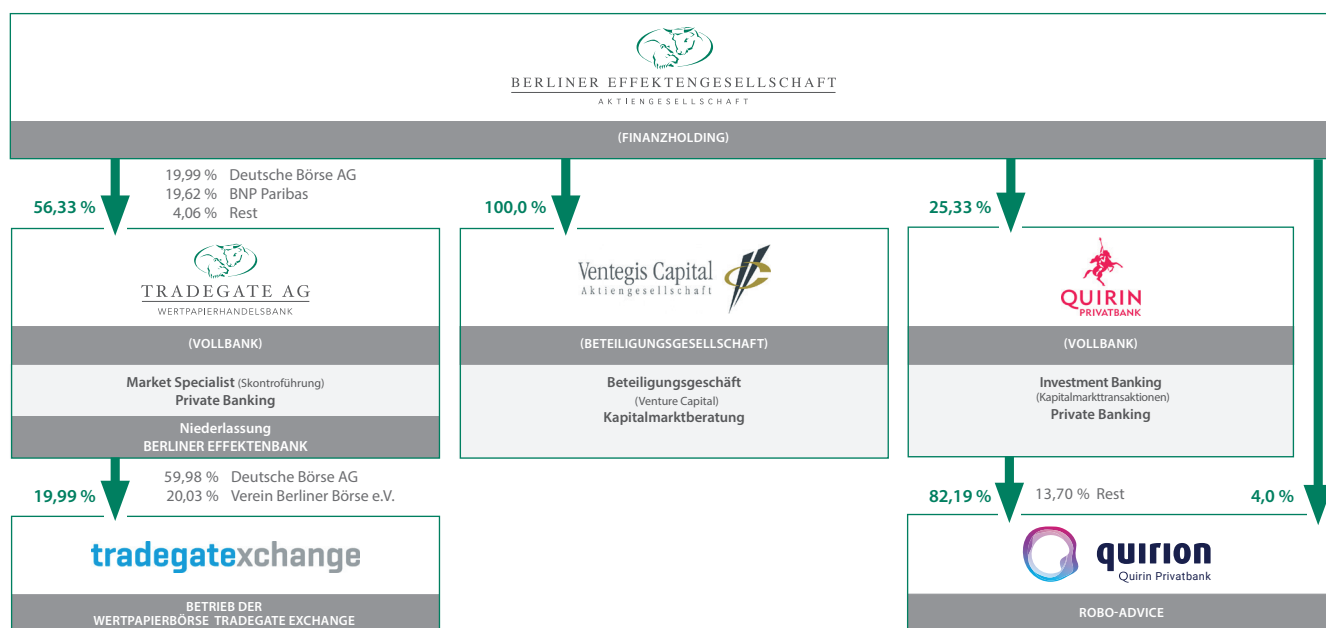 BERLINER EFFEKTENGESELLSCHAFT
AKTIENGESELLSCHAFT
(FINANZHOLDING)
19,99 % Deutsche Börse AG
19,62 % BNP Paribas
4,06 % Rest
56,33 %
100,0 %
25,33 %
TRADEGATE AG
WERTPAPIERHANDELSBANK
(VOLLBANK)
Market Specialist (Skontroführung)
Private Banking
Niederlassung
BERLINER EFFEKTENBANK
Ventegis Capital
Aktiengesellschaft
(BETEILIGUNGSGESELLSCHAFT)
Beteiligungsgeschäft
(Venture Capital)
Kapitalmarktberatung
QUIRIN
PRIVATBANK
(VOLLBANK)
Investment Banking
(Kapitalmarkttransaktionen)
Private Banking
59,98 % Deutsche Börse AG
20,03 % Verein Berliner Börse e.V.
19,99 %
82,19 %
13,70 % Rest
4,0 %
tradegatexchange
BETRIEB DER
WERTPAPIERBÖRSE TRADEGATE EXCHANGE
quirion
Quirin Privatbank
ROBO-ADVICE